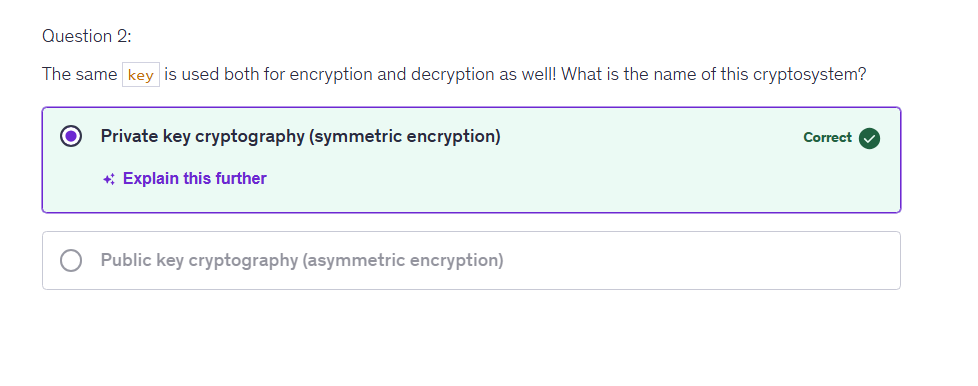 Question 2:
The same key is used both for encryption and decryption as well! What is the name of this cryptosystem?
Private key cryptography (symmetric encryption)
Correct
Explain this further
Public key cryptography (asymmetric encryption)